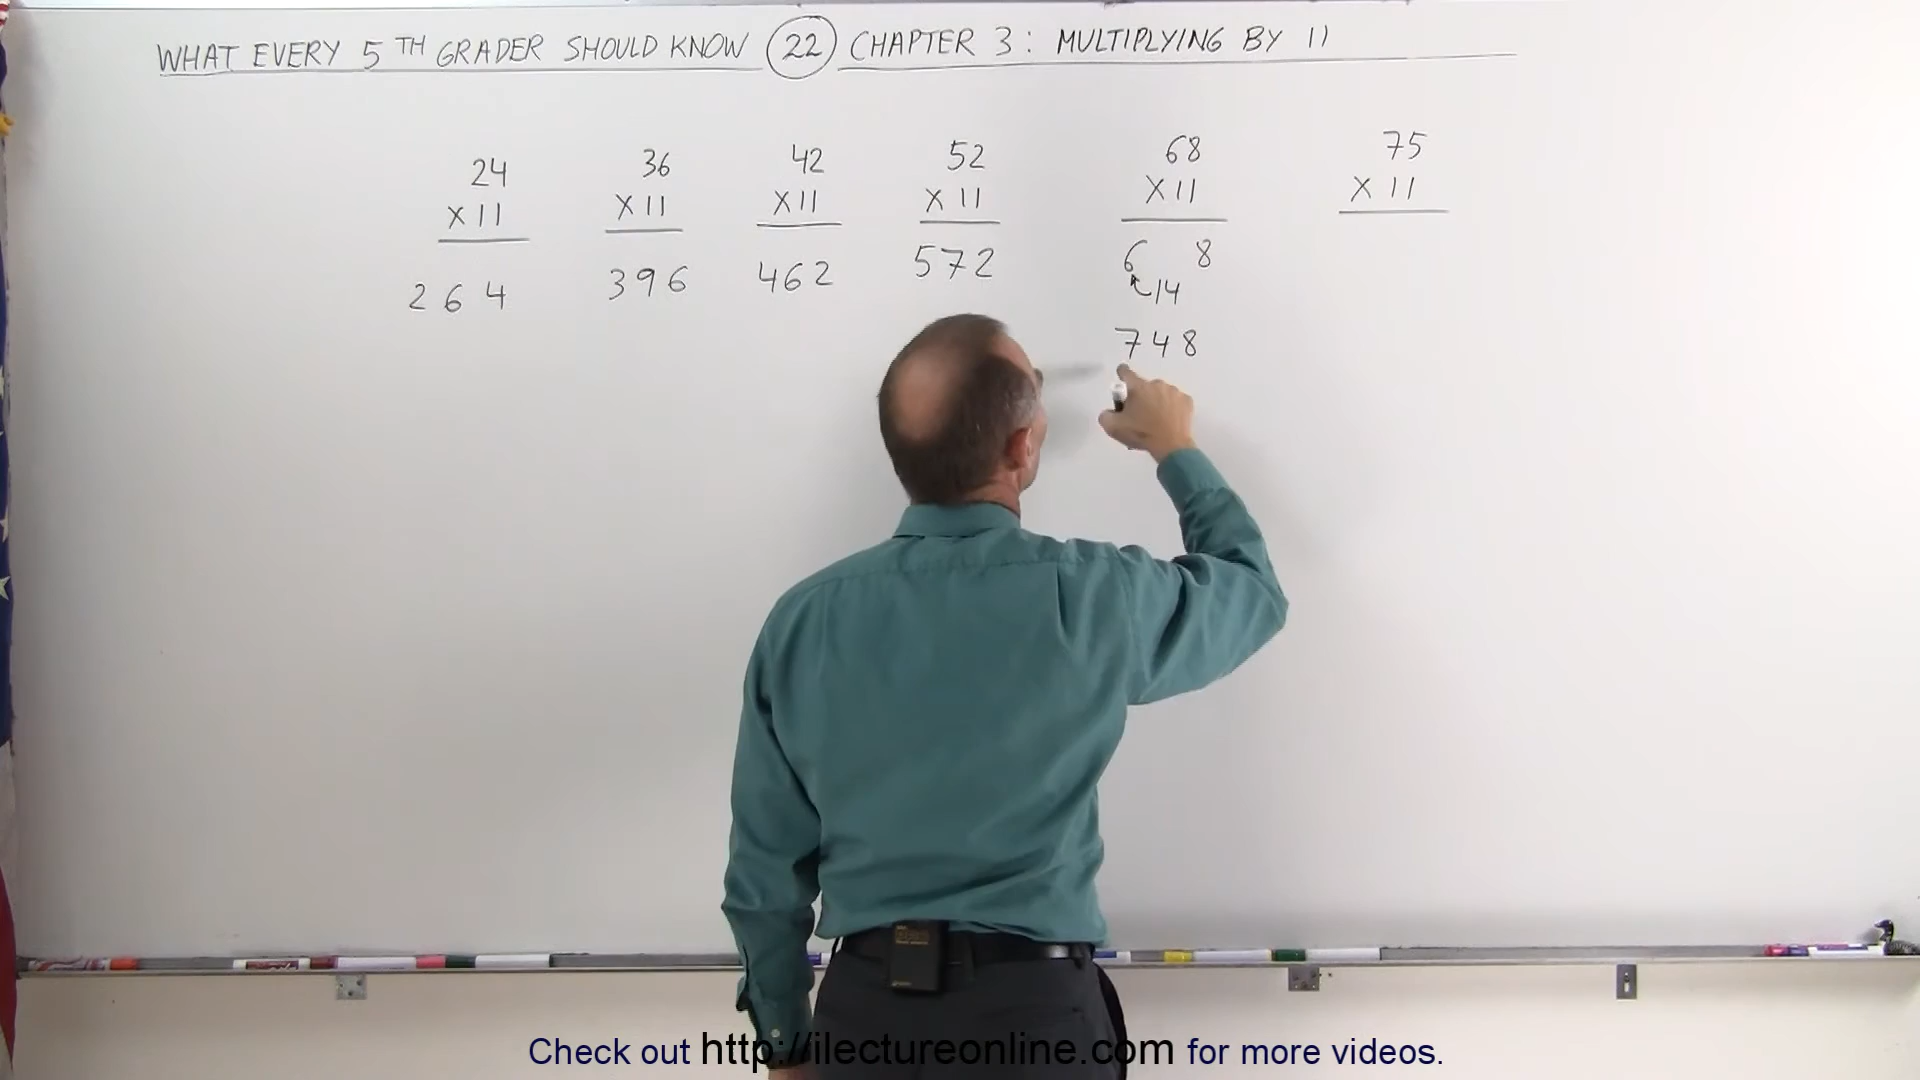 WHAT EVERY 5TH GRADER SHOULD KNOW 22 CHAPTER 3: MULTIPLYING BY 11
24
X 11
264
36
X 11
396
42
X 11
462
52
X 11
572
68
X 11
6 8
14
748
75
X 11
Check out http://ilectureonline.com for more videos.